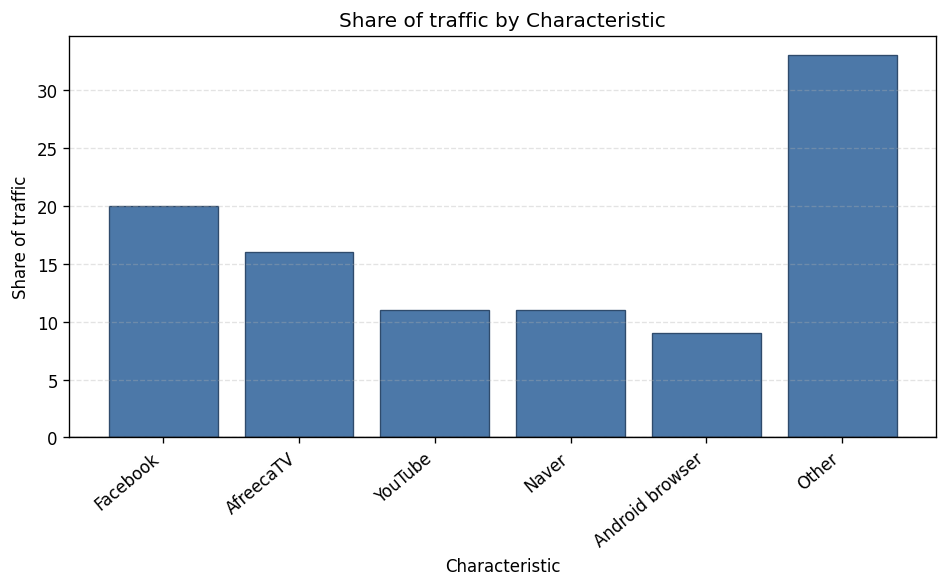 Share of traffic by Characteristic
Share of traffic
30
25
20
15
10
5
0
Facebook
AfreecaTV
YouTube
Naver
Android browser
Other
Characteristic